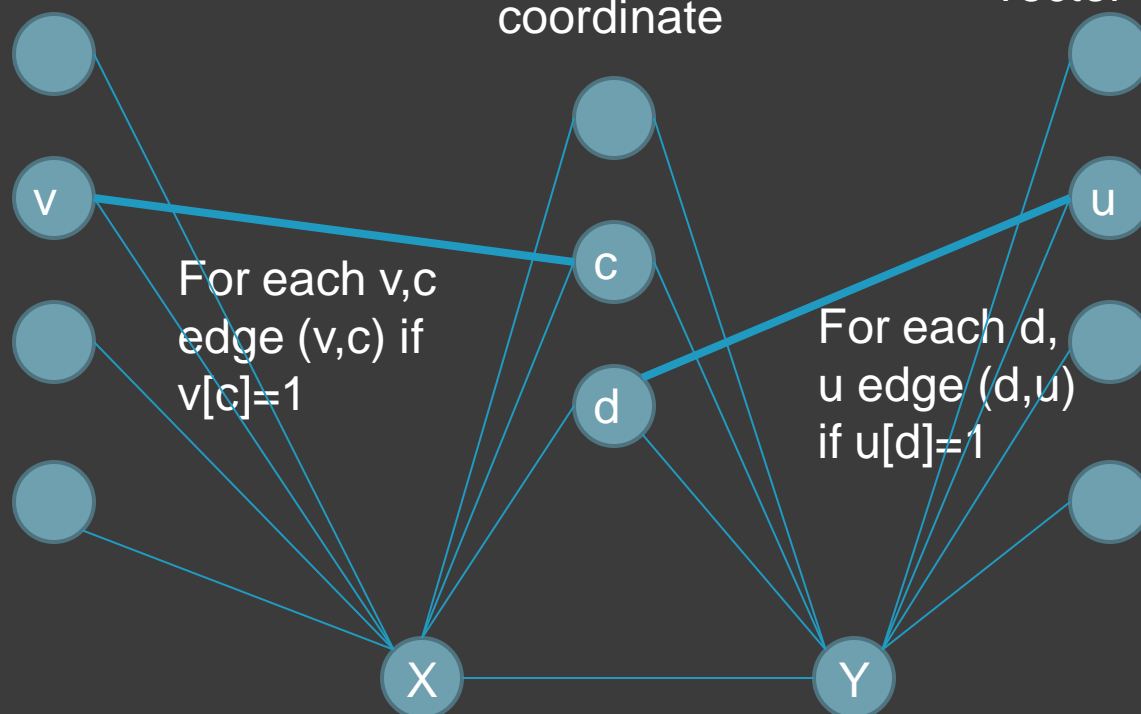 coordinate
v
u
c
For each v,c
edge (v,c) if
v[c]=1
For each d,
u edge (d,u)
if u[d]=1
d
X
Y